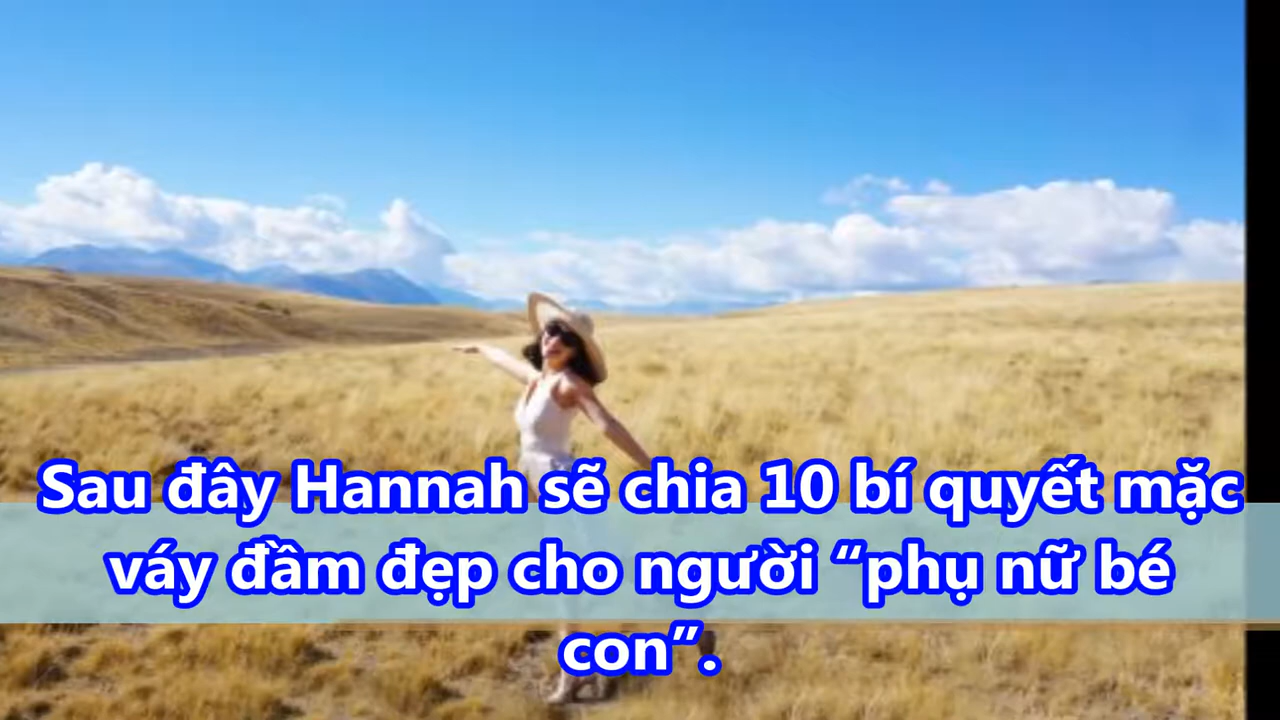 Sau đây Hannah sẽ chia 10 bí quyết mặc
váy đầm đẹp cho người “phụ nữ bé
con”.